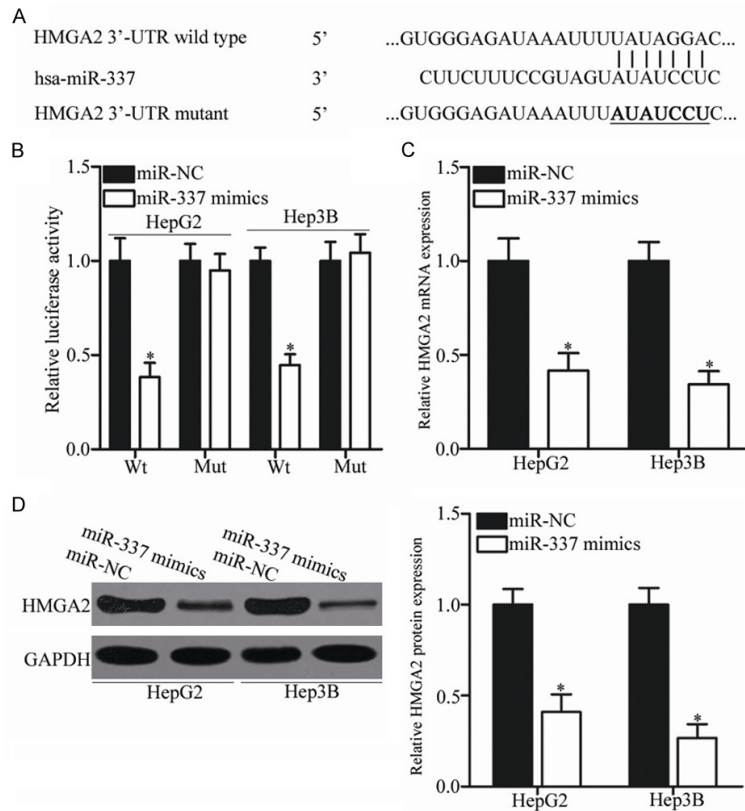 A
HMGA2 3’-UTR wild type 5’ ...GUGGGAGAUAAAUUUUAUAGGAC...
hsa-miR-337 3’ CUUCUUUCCGUAGUAUAUCCUC
HMGA2 3’-UTR mutant 5’ ...GUGGGAGAUAAAUUUAUAUCCUC...
B
miR-NC
miR-337 mimics
HepG2 Hep3B
Relative luciferase activity
1.5
1.0
0.5
0.0
* *
Wt Mut Wt Mut
C
miR-NC
miR-337 mimics
Relative HMGA2 mRNA expression
1.5
1.0
0.5
0.0
* *
HepG2 Hep3B
D
miR-337 mimics miR-337 mimics
miR-NC miR-NC
HMGA2
GAPDH
HepG2 Hep3B
miR-NC
miR-337 mimics
Relative HMGA2 protein expression
1.5
1.0
0.5
0.0
* *
HepG2 Hep3B